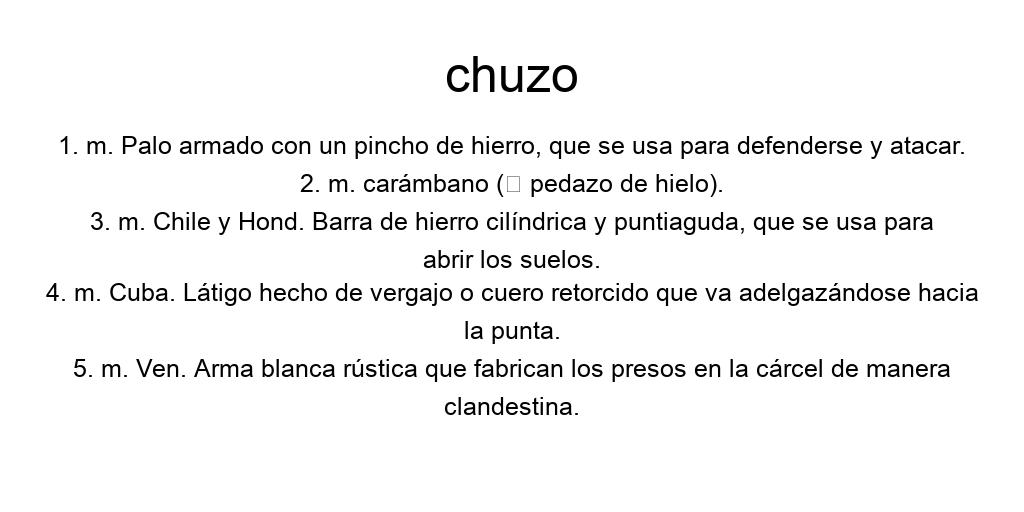 chuzo
1. m. Palo armado con un pincho de hierro, que se usa para defenderse y atacar.
2. m. carámbano (▯ pedazo de hielo).
3. m. Chile y Hond. Barra de hierro cilíndrica y puntiaguda, que se usa para
abrir los suelos.
4. m. Cuba. Látigo hecho de vergajo o cuero retorcido que va adelgazándose hacia
la punta.
5. m. Ven. Arma blanca rústica que fabrican los presos en la cárcel de manera
clandestina.